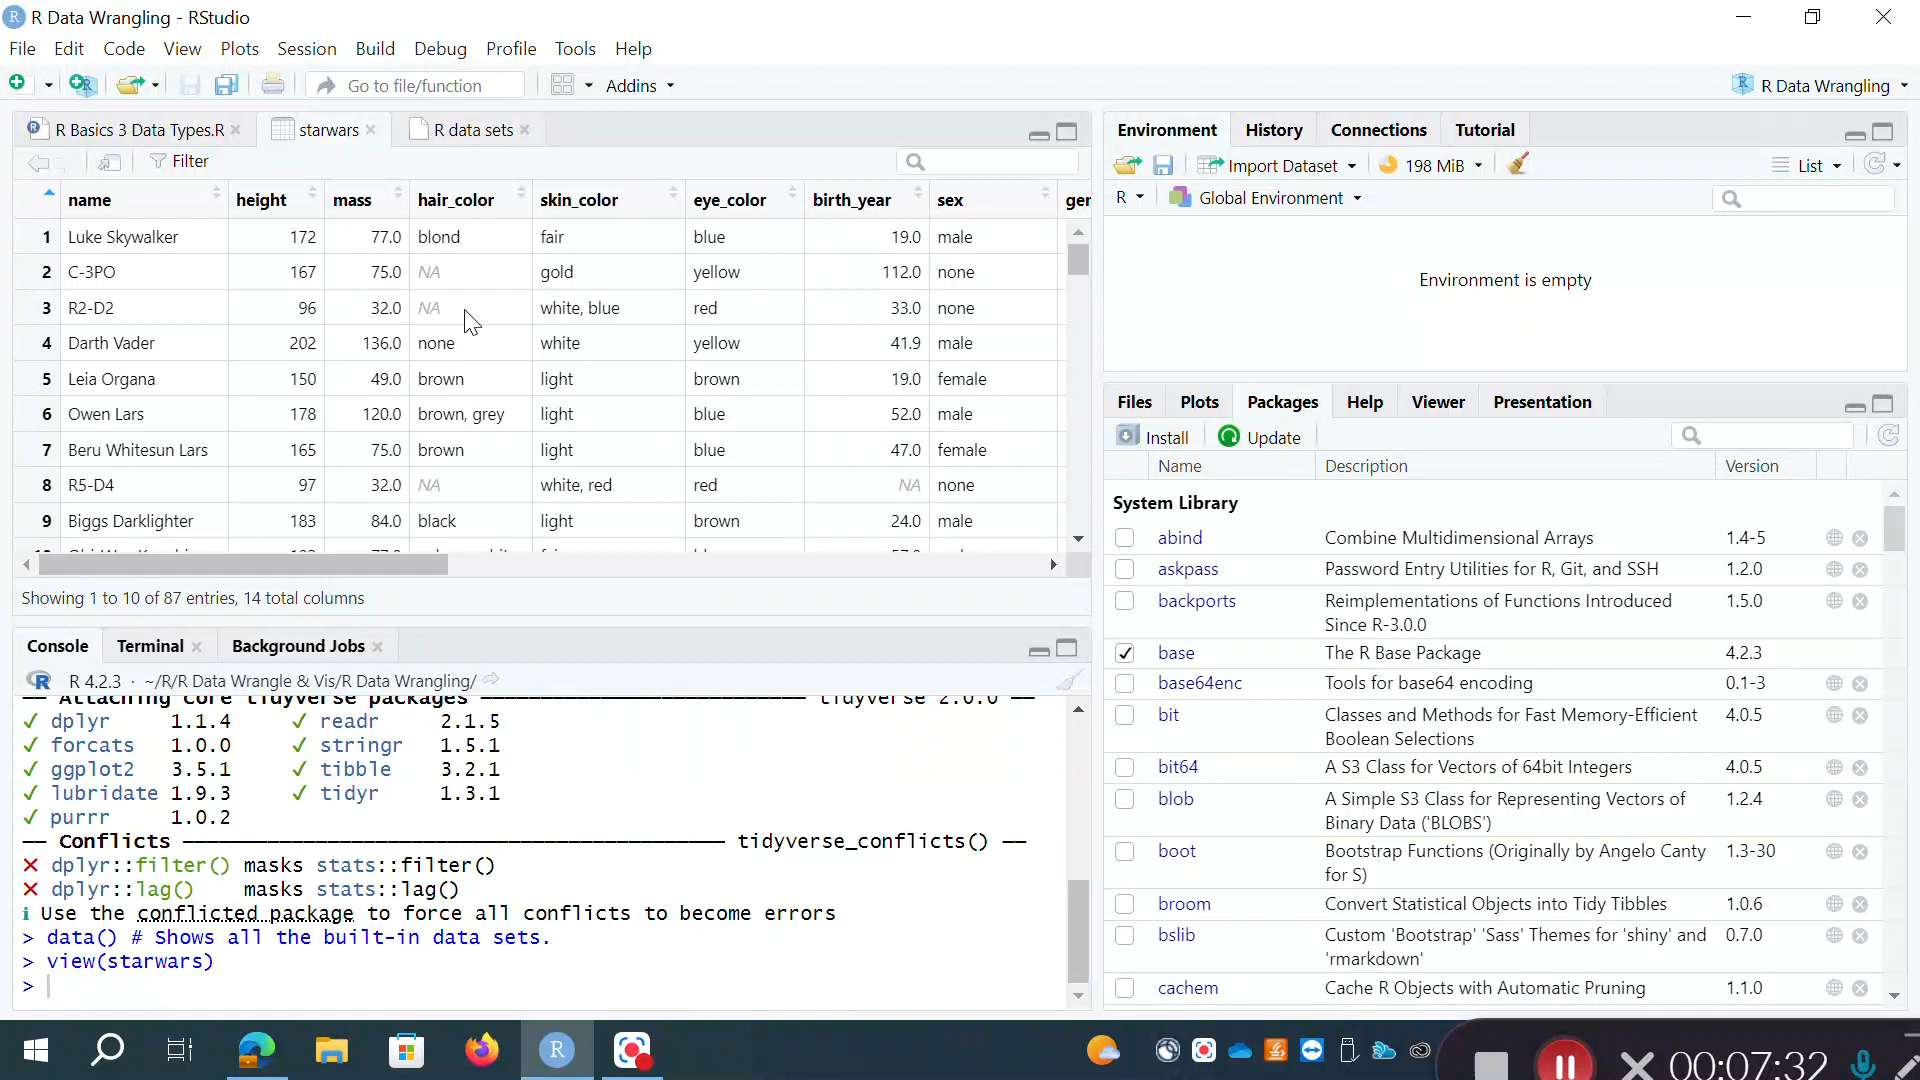 R Data Wrangling - RStudio
File Edit Code View Plots Session Build Debug Profile Tools Help
Go to file/function Addins R Data Wrangling
R Basics 3 Data Types.R starwars R data sets
Filter
name height mass hair_color skin_color eye_color birth_year sex
1 Luke Skywalker 172 77.0 blond fair blue 19.0 male
2 C-3PO 167 75.0 NA gold yellow 112.0 none
3 R2-D2 96 32.0 NA white, blue red 33.0 none
4 Darth Vader 202 136.0 none white yellow 41.9 male
5 Leia Organa 150 49.0 brown light brown 19.0 female
6 Owen Lars 178 120.0 brown, grey light blue 52.0 male
7 Beru Whitesun Lars 165 75.0 brown light blue 47.0 female
8 R5-D4 97 32.0 NA white, red red NA none
9 Biggs Darklighter 183 84.0 black light brown 24.0 male
Showing 1 to 10 of 87 entries, 14 total columns
Console Terminal Background Jobs
R 4.2.3 · ~/R/R Data Wrangle & Vis/R Data Wrangling/
── Attaching core tidyverse packages ── tidyverse 2.0.0 ──
✓ dplyr 1.1.4 ✓ readr 2.1.5
✓ forcats 1.0.0 ✓ stringr 1.5.1
✓ ggplot2 3.5.1 ✓ tibble 3.2.1
✓ lubridate 1.9.3 ✓ tidyr 1.3.1
✓ purrr 1.0.2
── Conflicts ── tidyverse_conflicts() ──
✕ dplyr::filter() masks stats::filter()
✕ dplyr::lag() masks stats::lag()
i Use the conflicted package to force all conflicts to become errors
> data() # Shows all the built-in data sets.
> view(starwars)
>
Environment History Connections Tutorial
Import Dataset 198 MiB List
R Global Environment
Environment is empty
Files Plots Packages Help Viewer Presentation
Install Update
Name Description Version
System Library
abind Combine Multidimensional Arrays 1.4-5
askpass Password Entry Utilities for R, Git, and SSH 1.2.0
backports Reimplementations of Functions Introduced 1.5.0
Since R-3.0.0
base The R Base Package 4.2.3
base64enc Tools for base64 encoding 0.1-3
bit Classes and Methods for Fast Memory-Efficient 4.0.5
Boolean Selections
bit64 A S3 Class for Vectors of 64bit Integers 4.0.5
blob A Simple S3 Class for Representing Vectors of 1.2.4
Binary Data ('BLOBS')
boot Bootstrap Functions (Originally by Angelo Canty 1.3-30
for S)
broom Convert Statistical Objects into Tidy Tibbles 1.0.6
bslib Custom 'Bootstrap' 'Sass' Themes for 'shiny' and 0.7.0
'rmarkdown'
cachem Cache R Objects with Automatic Pruning 1.1.0
00:07:32